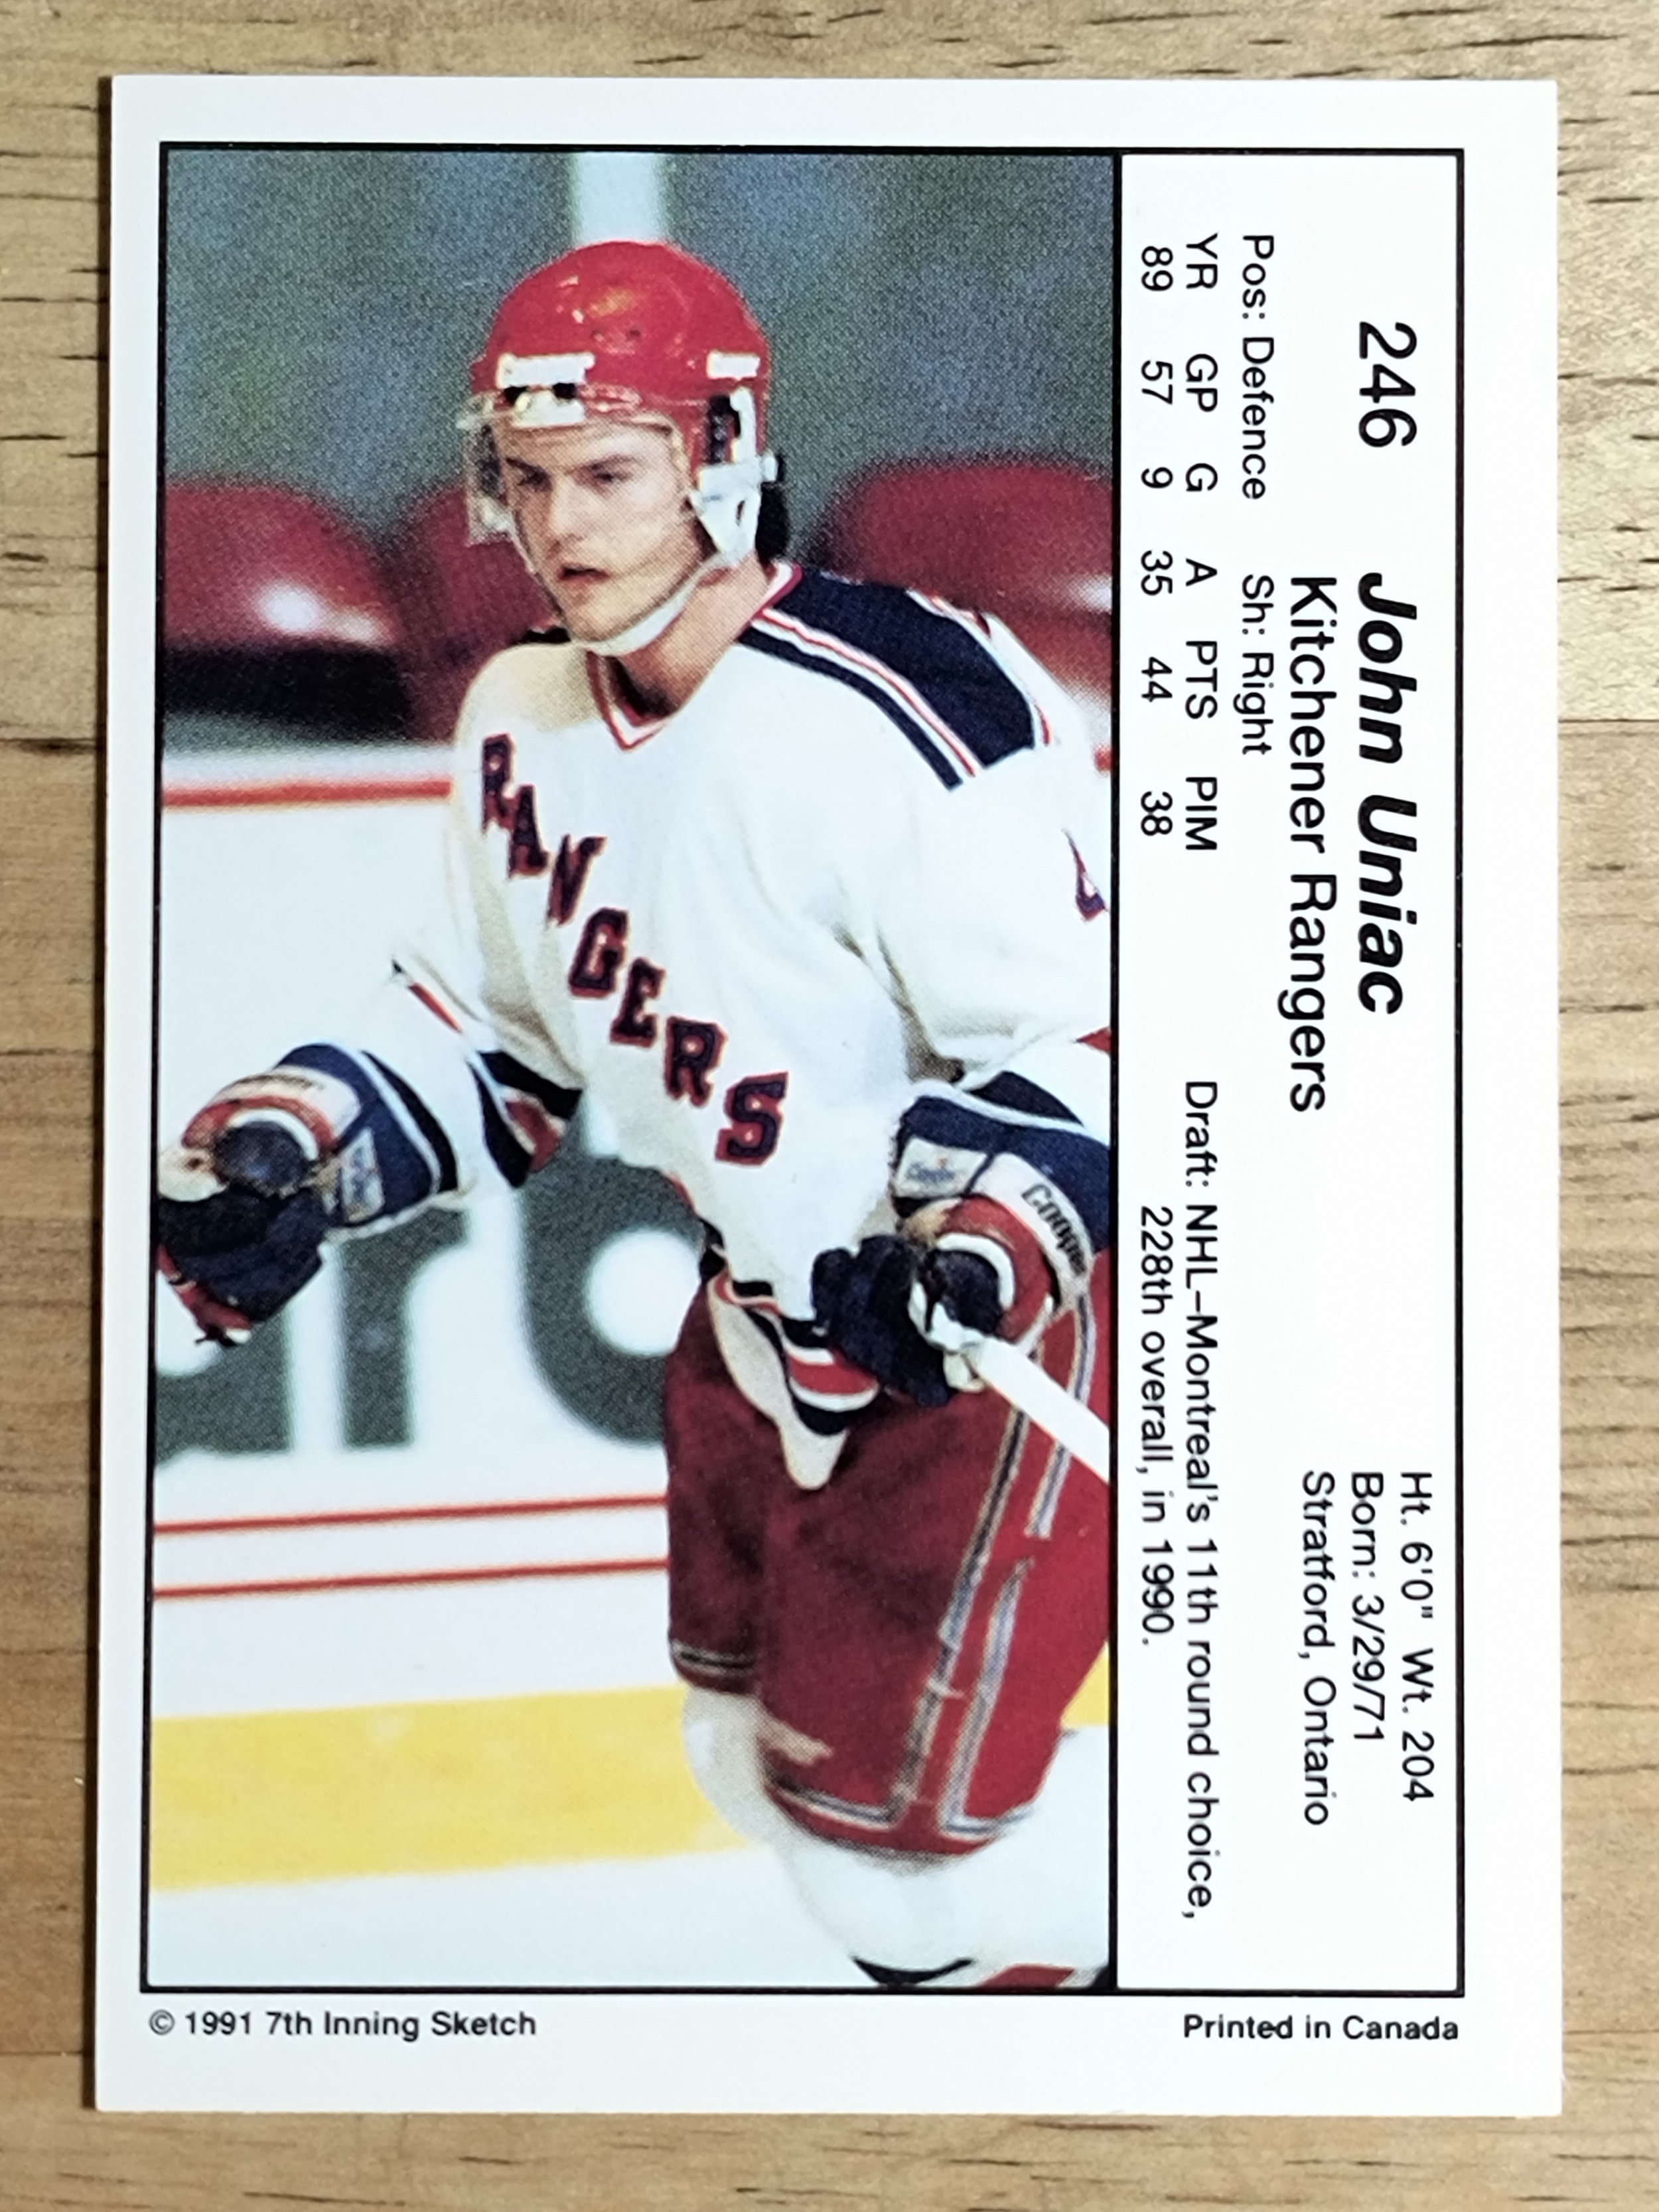 246 John Uniac
Kitchener Rangers
Ht. 6'0" Wt. 204
Born: 3/29/71
Stratford, Ontario
Pos: Defence Sh: Right
YR GP G A PTS PIM
89 57 9 35 44 38
Draft: NHL–Montreal's 11th round choice,
228th overall, in 1990.
RANGERS
Cooper
© 1991 7th Inning Sketch
Printed in Canada